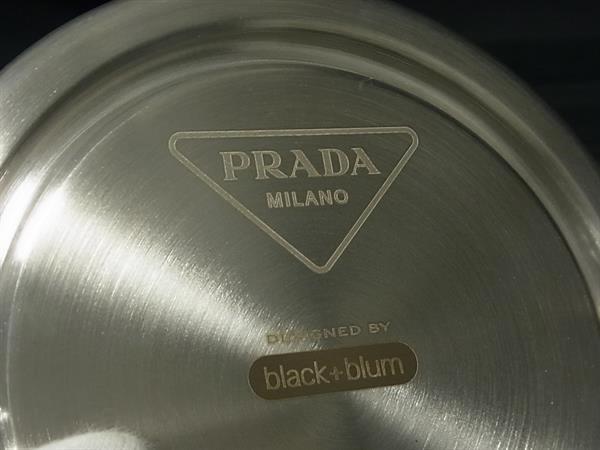 PRADA
MILANO
DESIGNED BY
black+blum